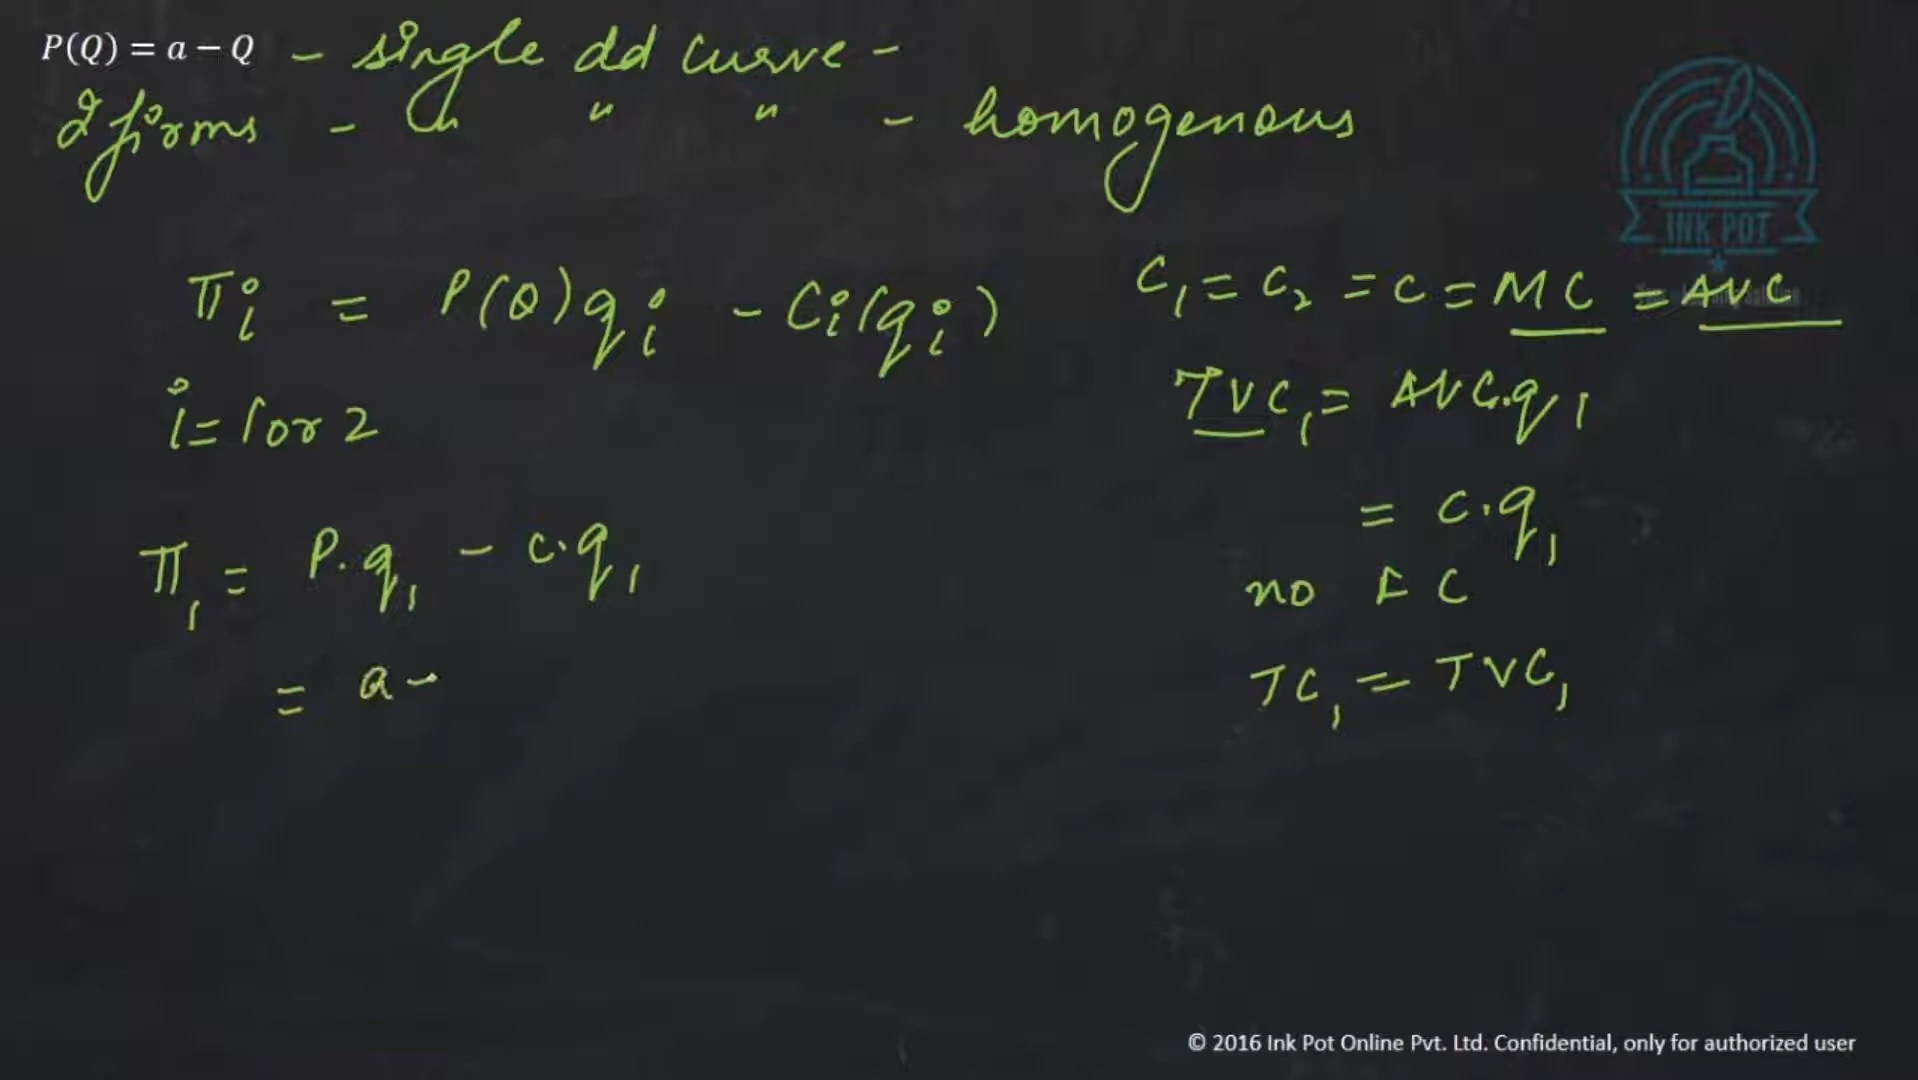 P(Q) = a − Q - single dd curve -
2 firms - " " - homogenous
πi = P(Q)qi - Ci(qi)
i = 1 or 2
π1 = P.q1 - c.q1
= a -
INK POT
C1 = C2 = C = MC = AVC
TVC1 = AVC.q1
= C.q1
no FC
TC1 = TVC1
© 2016 Ink Pot Online Pvt. Ltd. Confidential, only for authorized user